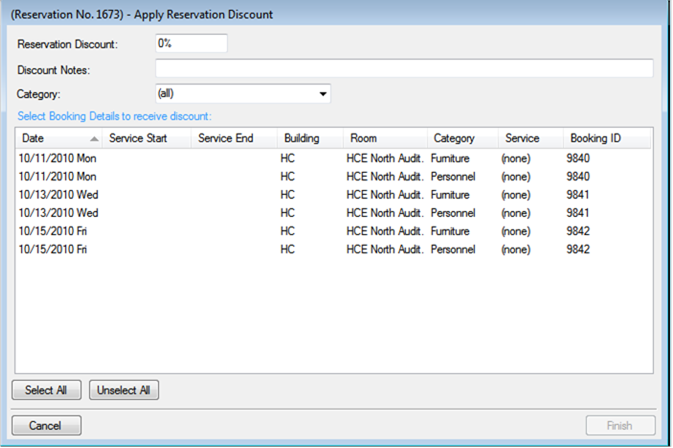 (Reservation No. 1673) - Apply Reservation Discount
Reservation Discount: 0%
Discount Notes:
Category: (all)
Select Booking Details to receive discount:
Date Service Start Service End Building Room Category Service Booking ID
10/11/2010 Mon HC HCE North Audit. Furniture (none) 9840
10/11/2010 Mon HC HCE North Audit. Personnel (none) 9840
10/13/2010 Wed HC HCE North Audit. Furniture (none) 9841
10/13/2010 Wed HC HCE North Audit. Personnel (none) 9841
10/15/2010 Fri HC HCE North Audit. Furniture (none) 9842
10/15/2010 Fri HC HCE North Audit. Personnel (none) 9842
Select All Unselect All
Cancel Finish